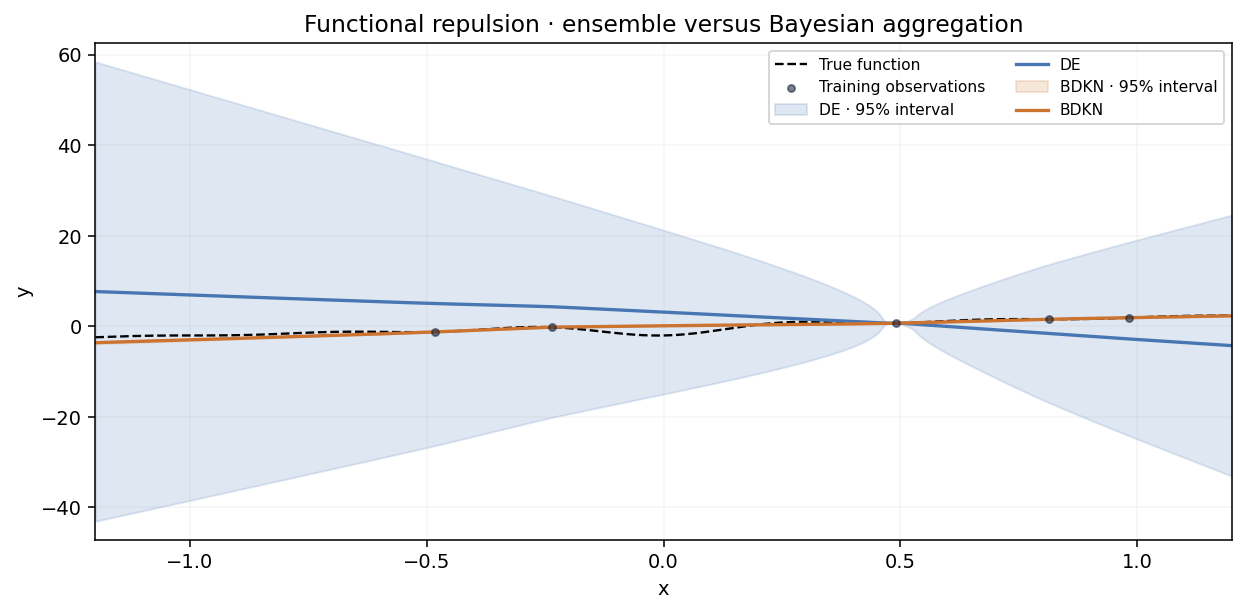 Functional repulsion · ensemble versus Bayesian aggregation
60
40
20
0
−20
−40
y
True function
Training observations
DE · 95% interval
DE
BDKN · 95% interval
BDKN
−1.0
−0.5
0.0
0.5
1.0
x